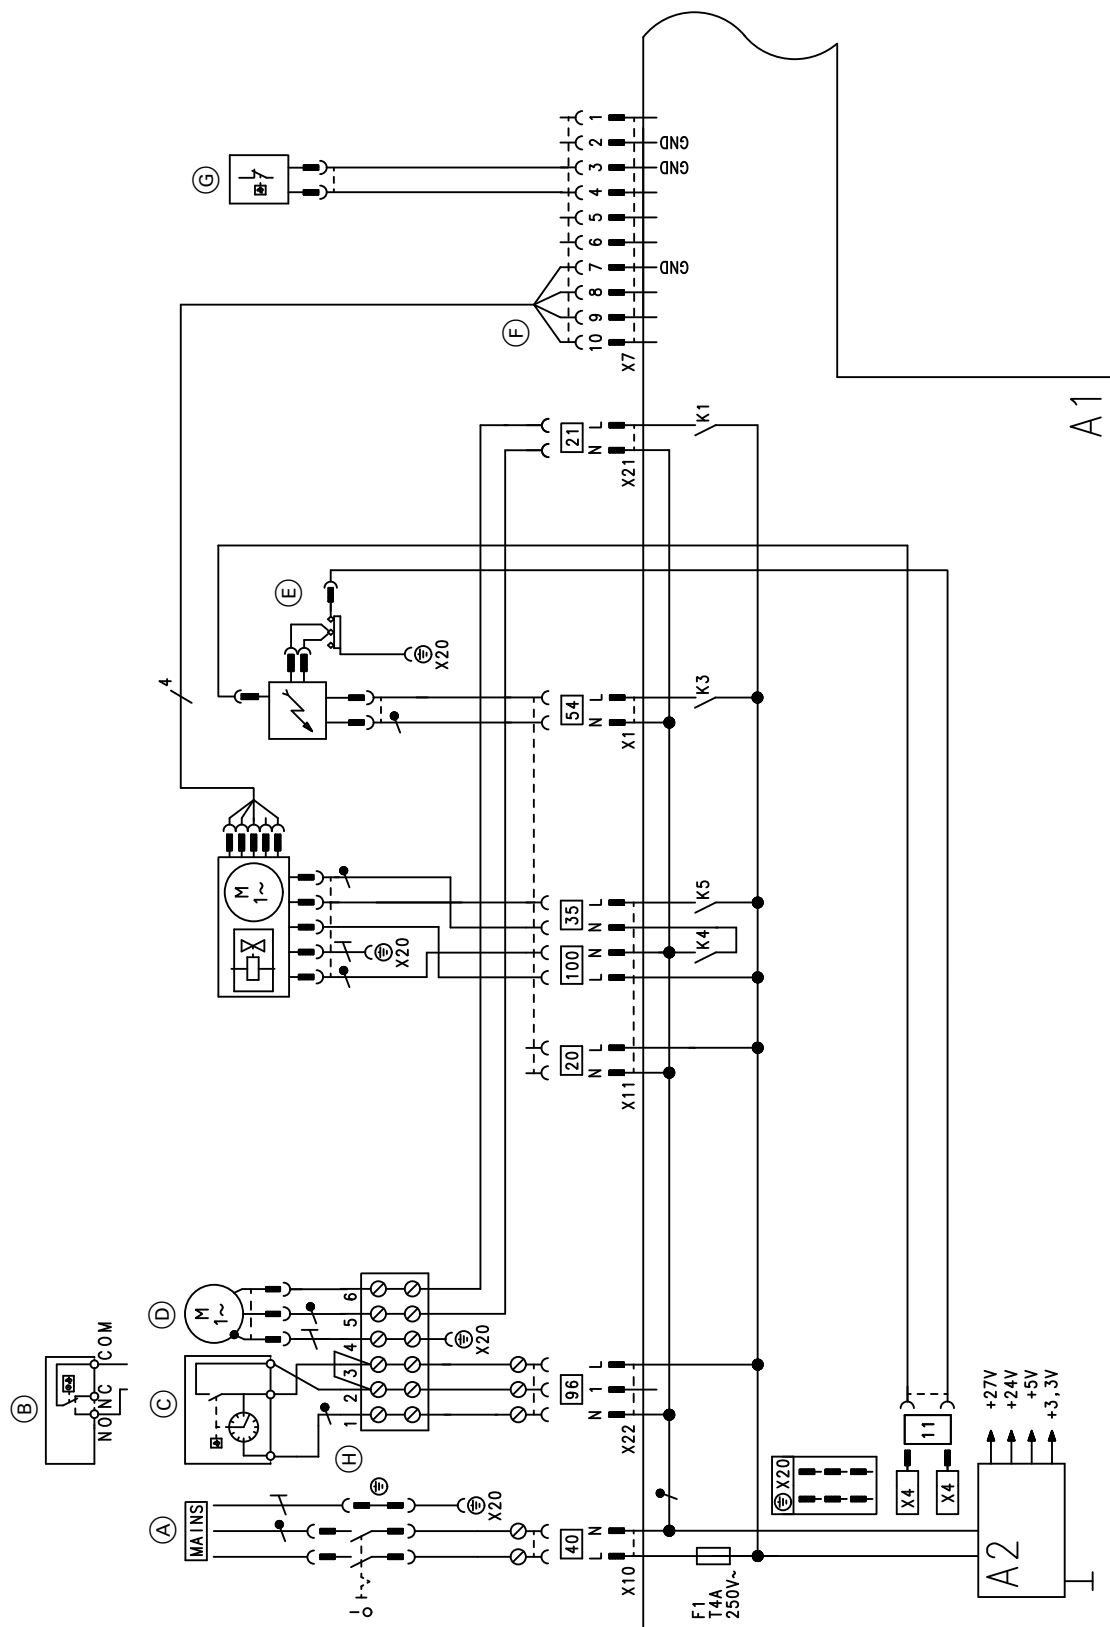 B
NO NC COM
A
C
D
4
G
MAINS
M
1~
M
1~
H
E
1 2 3 4 5 6
X20
X20
X20
X20
F
40
96
20
100
35
54
21
L N
N 1 L
N L
L N N L
N L
N L
10 9 8 7 6 5 4 3 2 1
X10
X22
X11
X1
X21
X7
GND
GND
GND
F1
T4A
250V~
K4
K5
K3
K1
X20
X4
11
X4
A2
+27V
+24V
+5V
+3,3V
A1